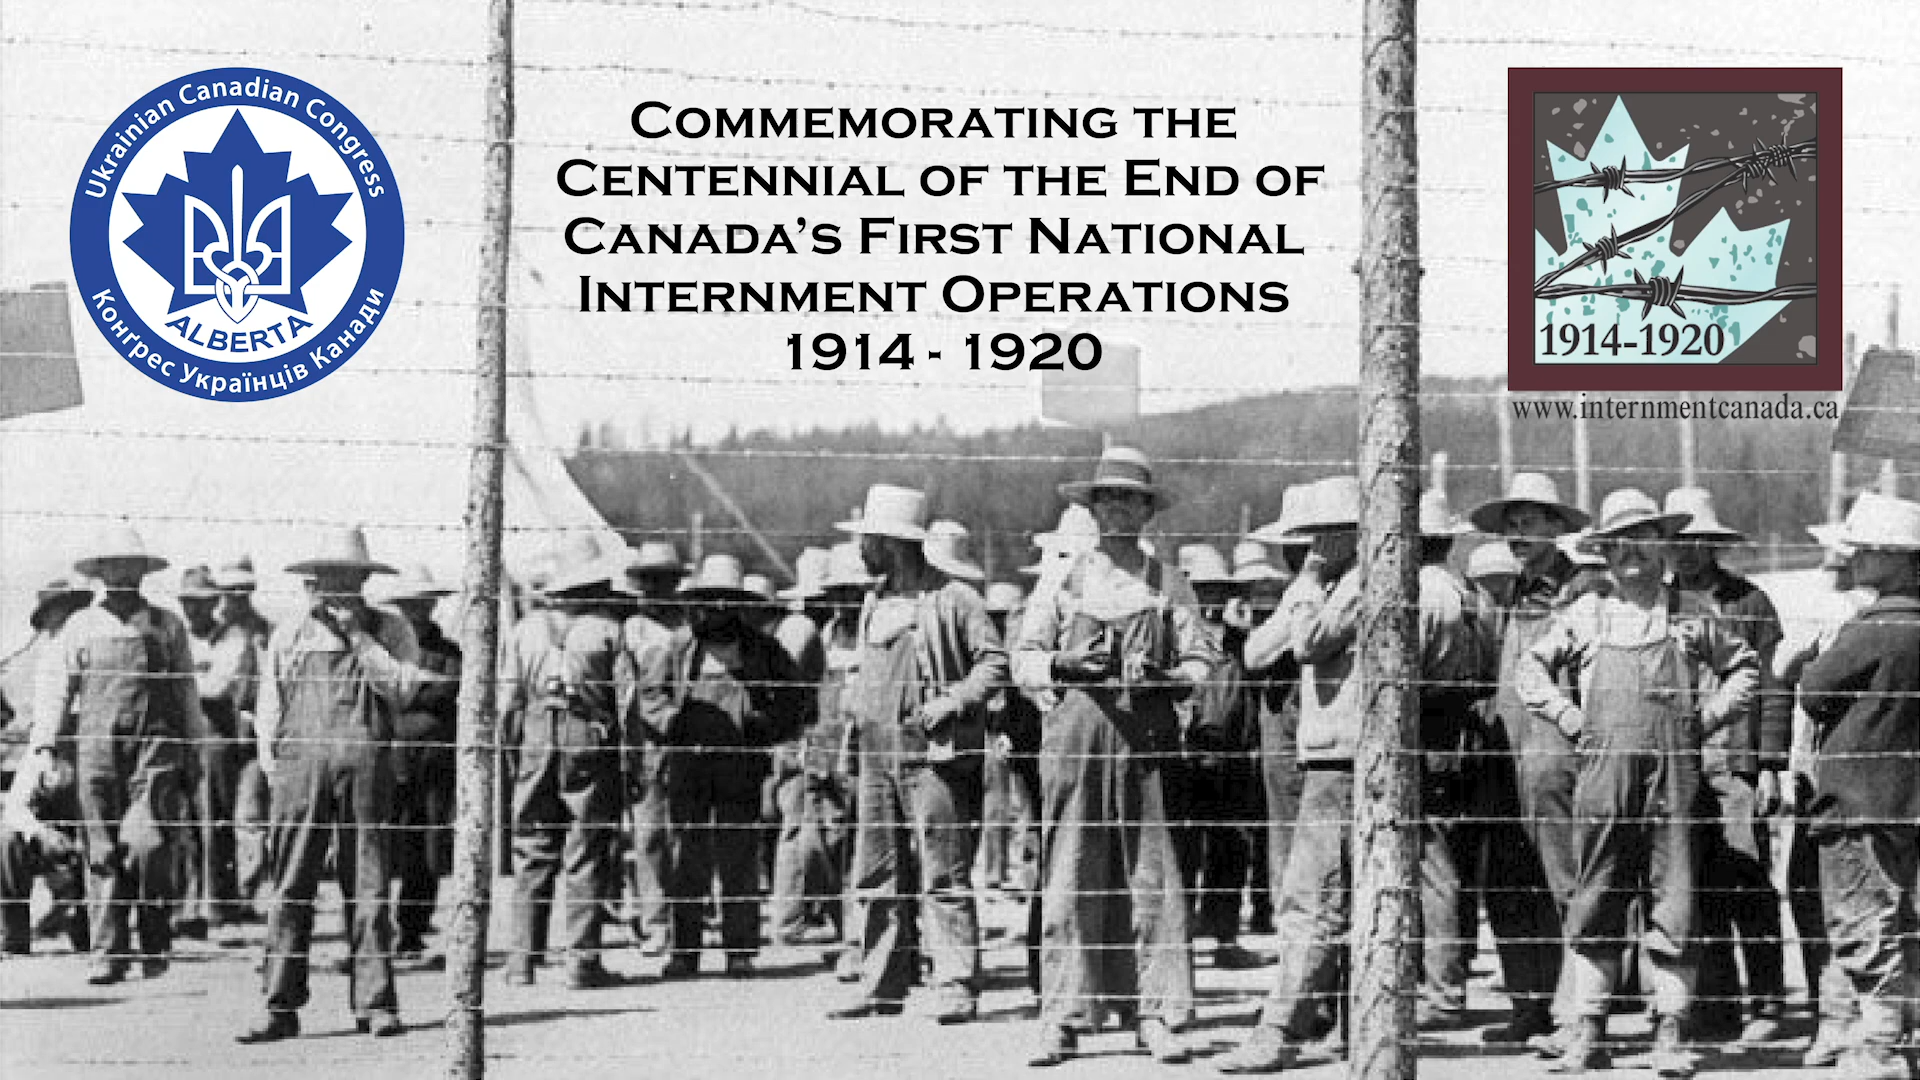 Ukrainian Canadian Congress
ALBERTA
Конґрес Українців Канади
COMMEMORATING THE
CENTENNIAL OF THE END OF
CANADA'S FIRST NATIONAL
INTERNMENT OPERATIONS
1914 - 1920
1914-1920
www.internmentcanada.ca